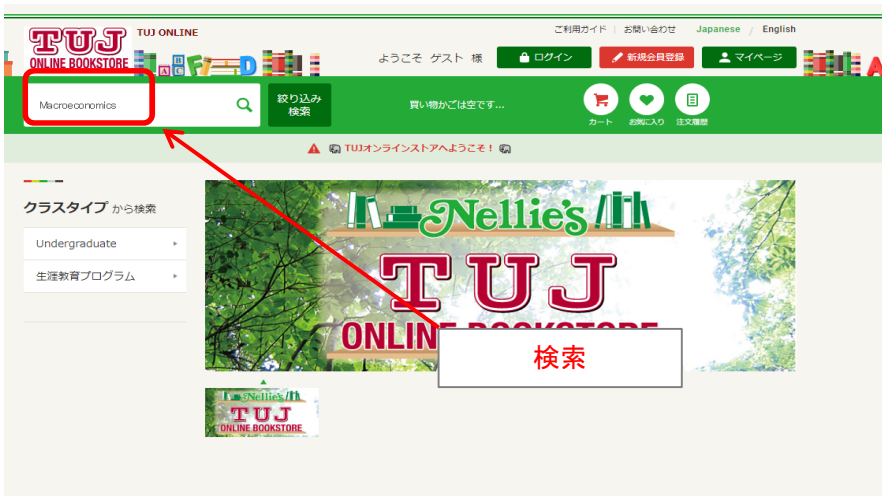 TUJ
ONLINE BOOKSTORE
TUJ ONLINE
ご利用ガイド | お問い合わせ Japanese / English
ようこそ ゲスト 様 ログイン 新規会員登録 マイページ
Macroeconomics
絞り込み
検索
買い物かごは空です...
カート お気に入り 注文履歴
TUJオンラインストアへようこそ！
クラスタイプ から検索
Undergraduate
生涯教育プログラム
Nellie's
TUJ
ONLINE BOOKSTORE
検索
Nellie's
TUJ
ONLINE BOOKSTORE